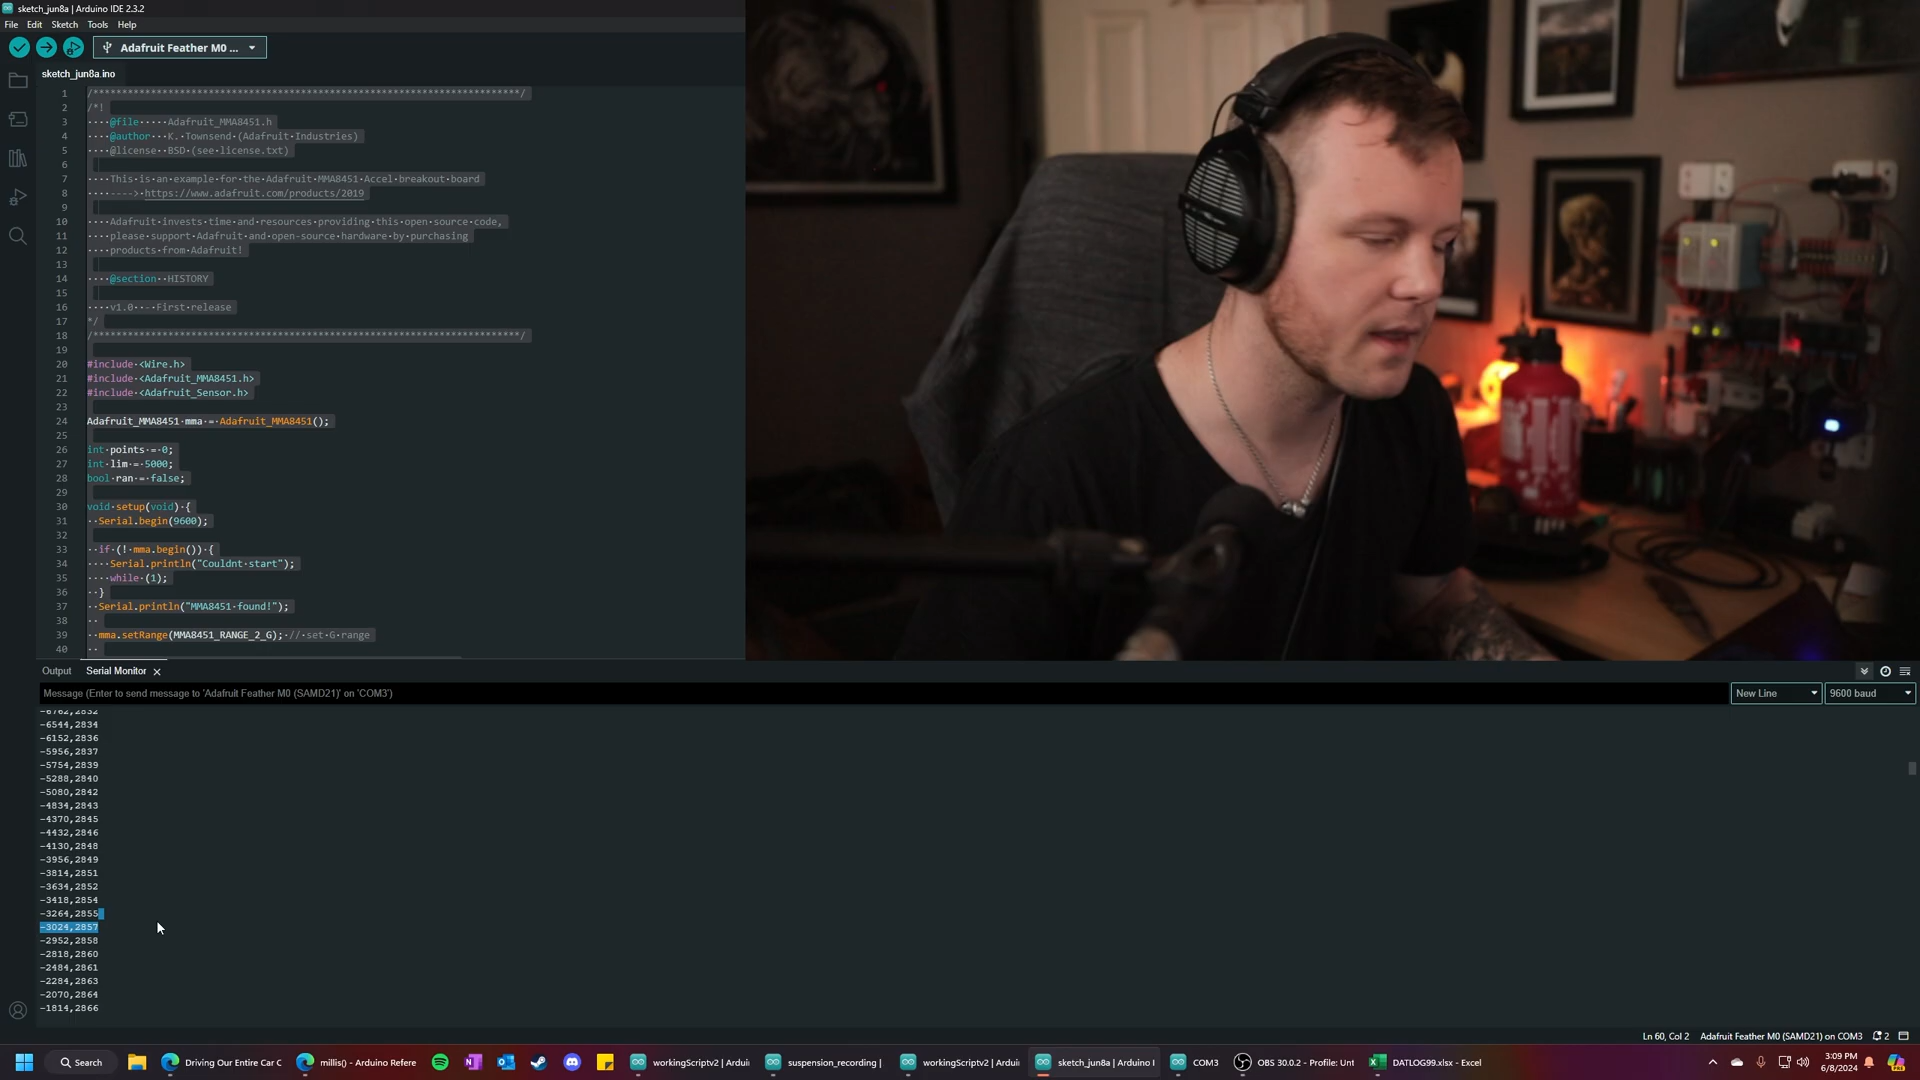 sketch_jun8a | Arduino IDE 2.3.2
File Edit Sketch Tools Help
Adafruit Feather M0 ...
sketch_jun8a.ino
1 /**************************************************************************/
2 /*!
3 ····@file·····Adafruit_MMA8451.h
4 ····@author···K.·Townsend·(Adafruit·Industries)
5 ····@license··BSD·(see·license.txt)
6
7 ····This·is·an·example·for·the·Adafruit·MMA8451·Accel·breakout·board
8 ····---->·https://www.adafruit.com/products/2019
9
10 ····Adafruit·invests·time·and·resources·providing·this·open·source·code,
11 ····please·support·Adafruit·and·open-source·hardware·by·purchasing
12 ····products·from·Adafruit!
13
14 ····@section··HISTORY
15
16 ····v1.0··-·First·release
17 */
18 /**************************************************************************/
19
20 #include·<Wire.h>
21 #include·<Adafruit_MMA8451.h>
22 #include·<Adafruit_Sensor.h>
23
24 Adafruit_MMA8451·mma·=·Adafruit_MMA8451();
25
26 int·points·=·0;
27 int·lim·=·5000;
28 bool·ran·=·false;
29
30 void·setup(void)·{
31 ··Serial.begin(9600);
32
33 ··if·(!·mma.begin())·{
34 ····Serial.println("Couldnt·start");
35 ····while·(1);
36 ··}
37 ··Serial.println("MMA8451·found!");
38 ··
39 ··mma.setRange(MMA8451_RANGE_2_G);·//·set·G·range
40 ··
Output Serial Monitor
Message (Enter to send message to 'Adafruit Feather M0 (SAMD21)' on 'COM3')
New Line 9600 baud
-6762,2832
-6544,2834
-6152,2836
-5956,2837
-5754,2839
-5288,2840
-5080,2842
-4834,2843
-4370,2845
-4432,2846
-4130,2848
-3956,2849
-3814,2851
-3634,2852
-3418,2854
-3264,2855
-3024,2857
-2952,2858
-2818,2860
-2484,2861
-2284,2863
-2070,2864
-1814,2866
Ln 60, Col 2 Adafruit Feather M0 (SAMD21) on COM3 2
Search Driving Our Entire Car C millis() - Arduino Refere workingScriptv2 | Arduin suspension_recording | workingScriptv2 | Arduin sketch_jun8a | Arduino I COM3 OBS 30.0.2 - Profile: Unt DATLOG99.xlsx - Excel 3:09 PM
6/8/2024